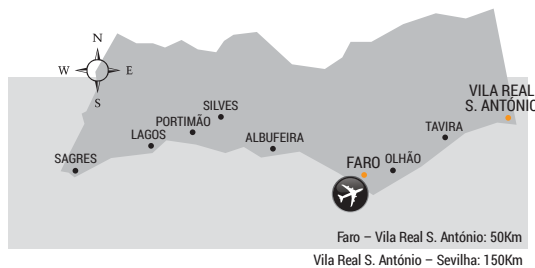 N
W E
S
VILA REAL
S. ANTÓNIO
SILVES
PORTIMÃO
TAVIRA
LAGOS
ALBUFEIRA
SAGRES
FARO
OLHÃO
Faro – Vila Real S. António: 50Km
Vila Real S. António – Sevilha: 150Km